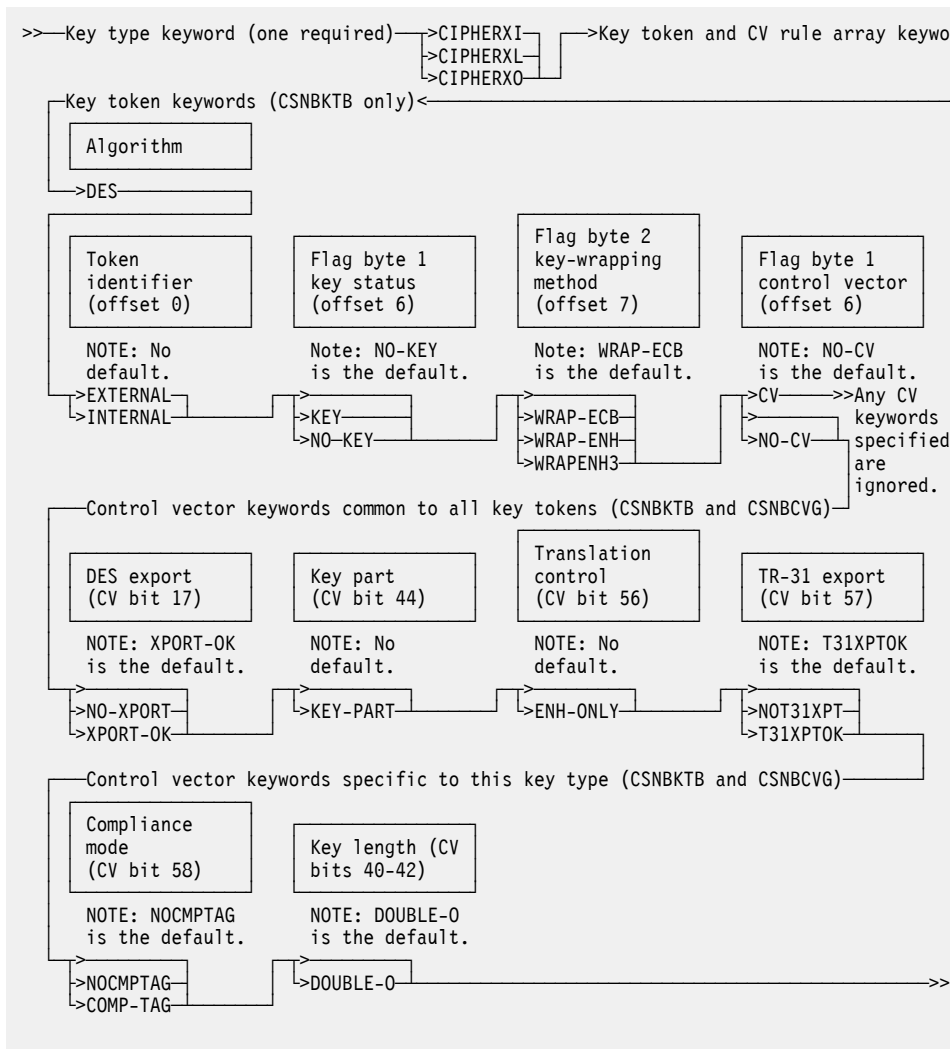 >>—Key type keyword (one required)—>CIPHERXI— —>Key token and CV rule array keywo
>CIPHERXL
>CIPHERXO
Key token keywords (CSNBKTB only)<
Algorithm
>DES
Token identifier (offset 0)
Flag byte 1 key status (offset 6)
Flag byte 2 key-wrapping method (offset 7)
Flag byte 1 control vector (offset 6)
NOTE: No default.
Note: NO-KEY is the default.
Note: WRAP-ECB is the default.
NOTE: NO-CV is the default.
>EXTERNAL
>INTERNAL
>
>KEY
>NO-KEY
>
>WRAP-ECB
>WRAP-ENH
>WRAPENH3
>CV—>>Any CV keywords specified are ignored.
>
>NO-CV
Control vector keywords common to all key tokens (CSNBKTB and CSNBCVG)
DES export (CV bit 17)
Key part (CV bit 44)
Translation control (CV bit 56)
TR-31 export (CV bit 57)
NOTE: XPORT-OK is the default.
NOTE: No default.
NOTE: No default.
NOTE: T31XPTOK is the default.
>
>NO-XPORT
>XPORT-OK
>
>KEY-PART
>
>ENH-ONLY
>
>NOT31XPT
>T31XPTOK
Control vector keywords specific to this key type (CSNBKTB and CSNBCVG)
Compliance mode (CV bit 58)
Key length (CV bits 40-42)
NOTE: NOCMPTAG is the default.
NOTE: DOUBLE-O is the default.
>
>NOCMPTAG
>COMP-TAG
>
>DOUBLE-O—>>